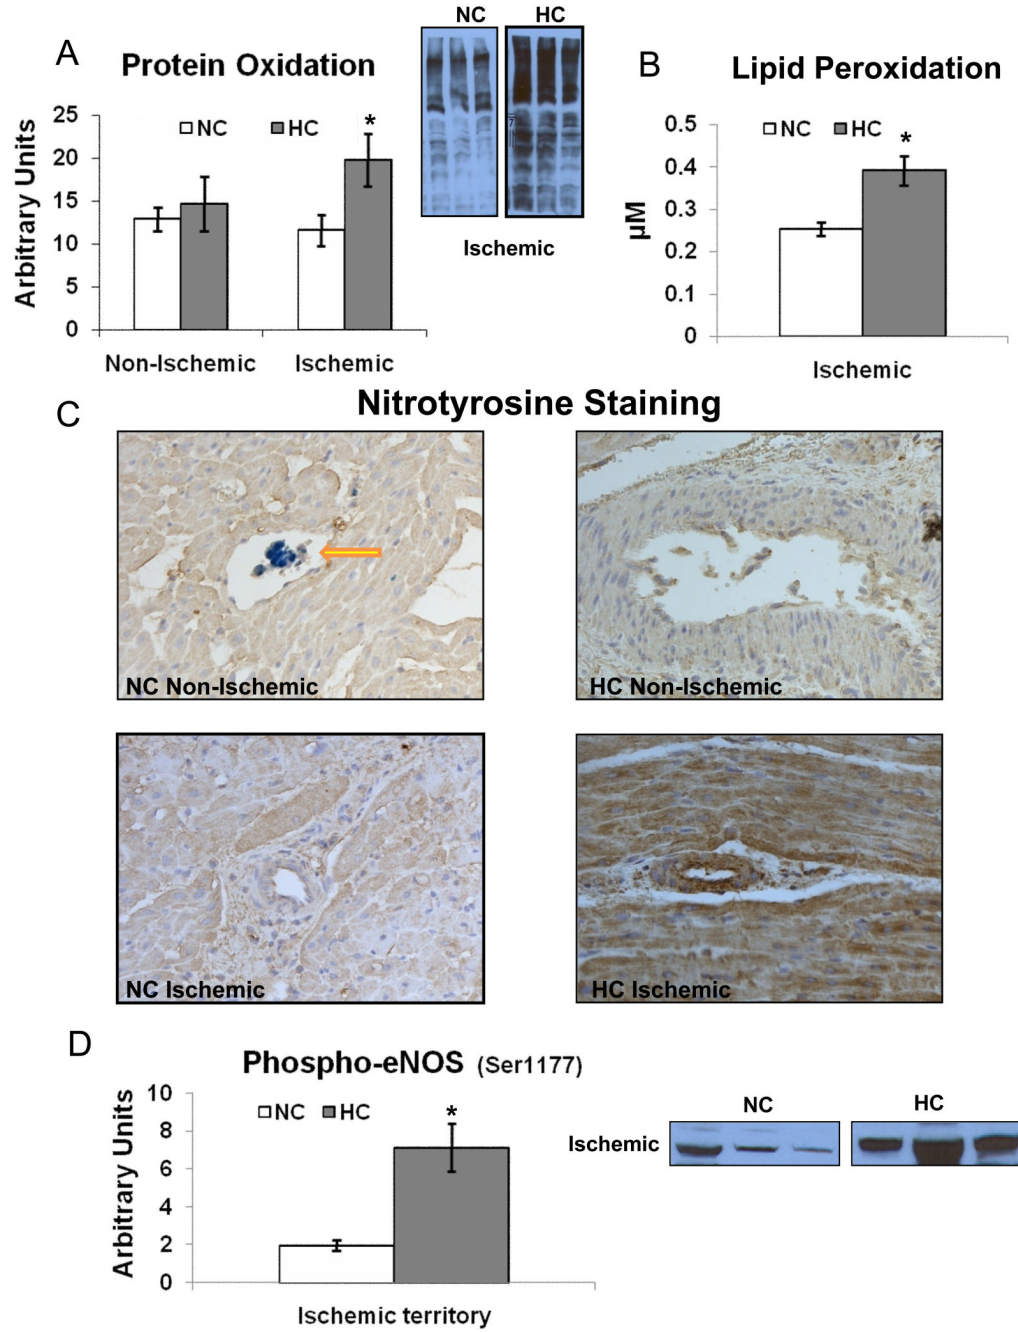 A
Protein Oxidation
NC HC
25
20
15
10
5
0
Arbitrary Units
NC HC
*
Non-Ischemic Ischemic
Ischemic
B
Lipid Peroxidation
0.5
0.4
0.3
0.2
0.1
0
µM
NC HC
*
Ischemic
C
Nitrotyrosine Staining
NC Non-Ischemic
HC Non-Ischemic
NC Ischemic
HC Ischemic
D
Phospho-eNOS (Ser1177)
10
8
6
4
2
0
Arbitrary Units
NC HC
*
Ischemic territory
NC HC
Ischemic